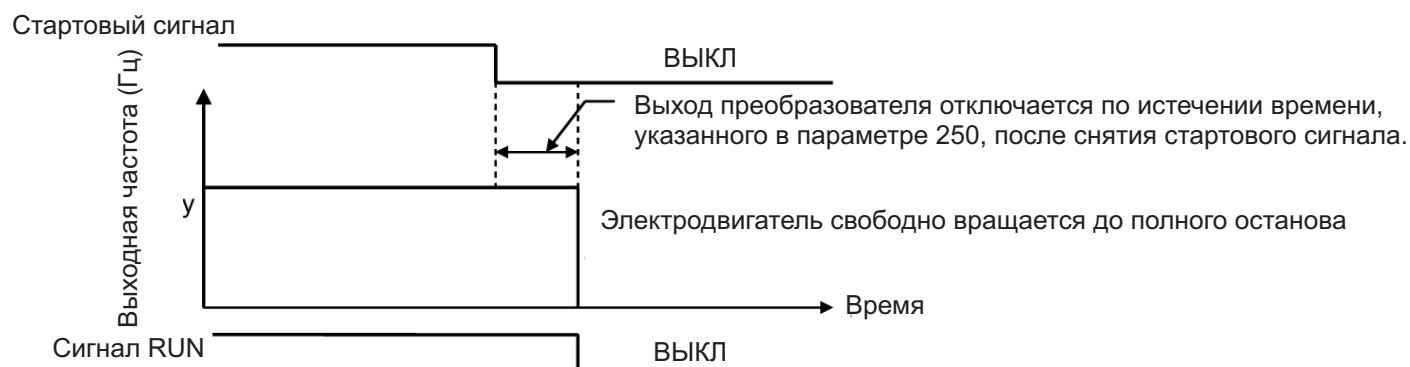 Стартовый сигнал
ВЫКЛ
Выходная частота (Гц)
Выход преобразователя отключается по истечении времени,
указанного в параметре 250, после снятия стартового сигнала.
у
Электродвигатель свободно вращается до полного останова
Время
Сигнал RUN
ВЫКЛ